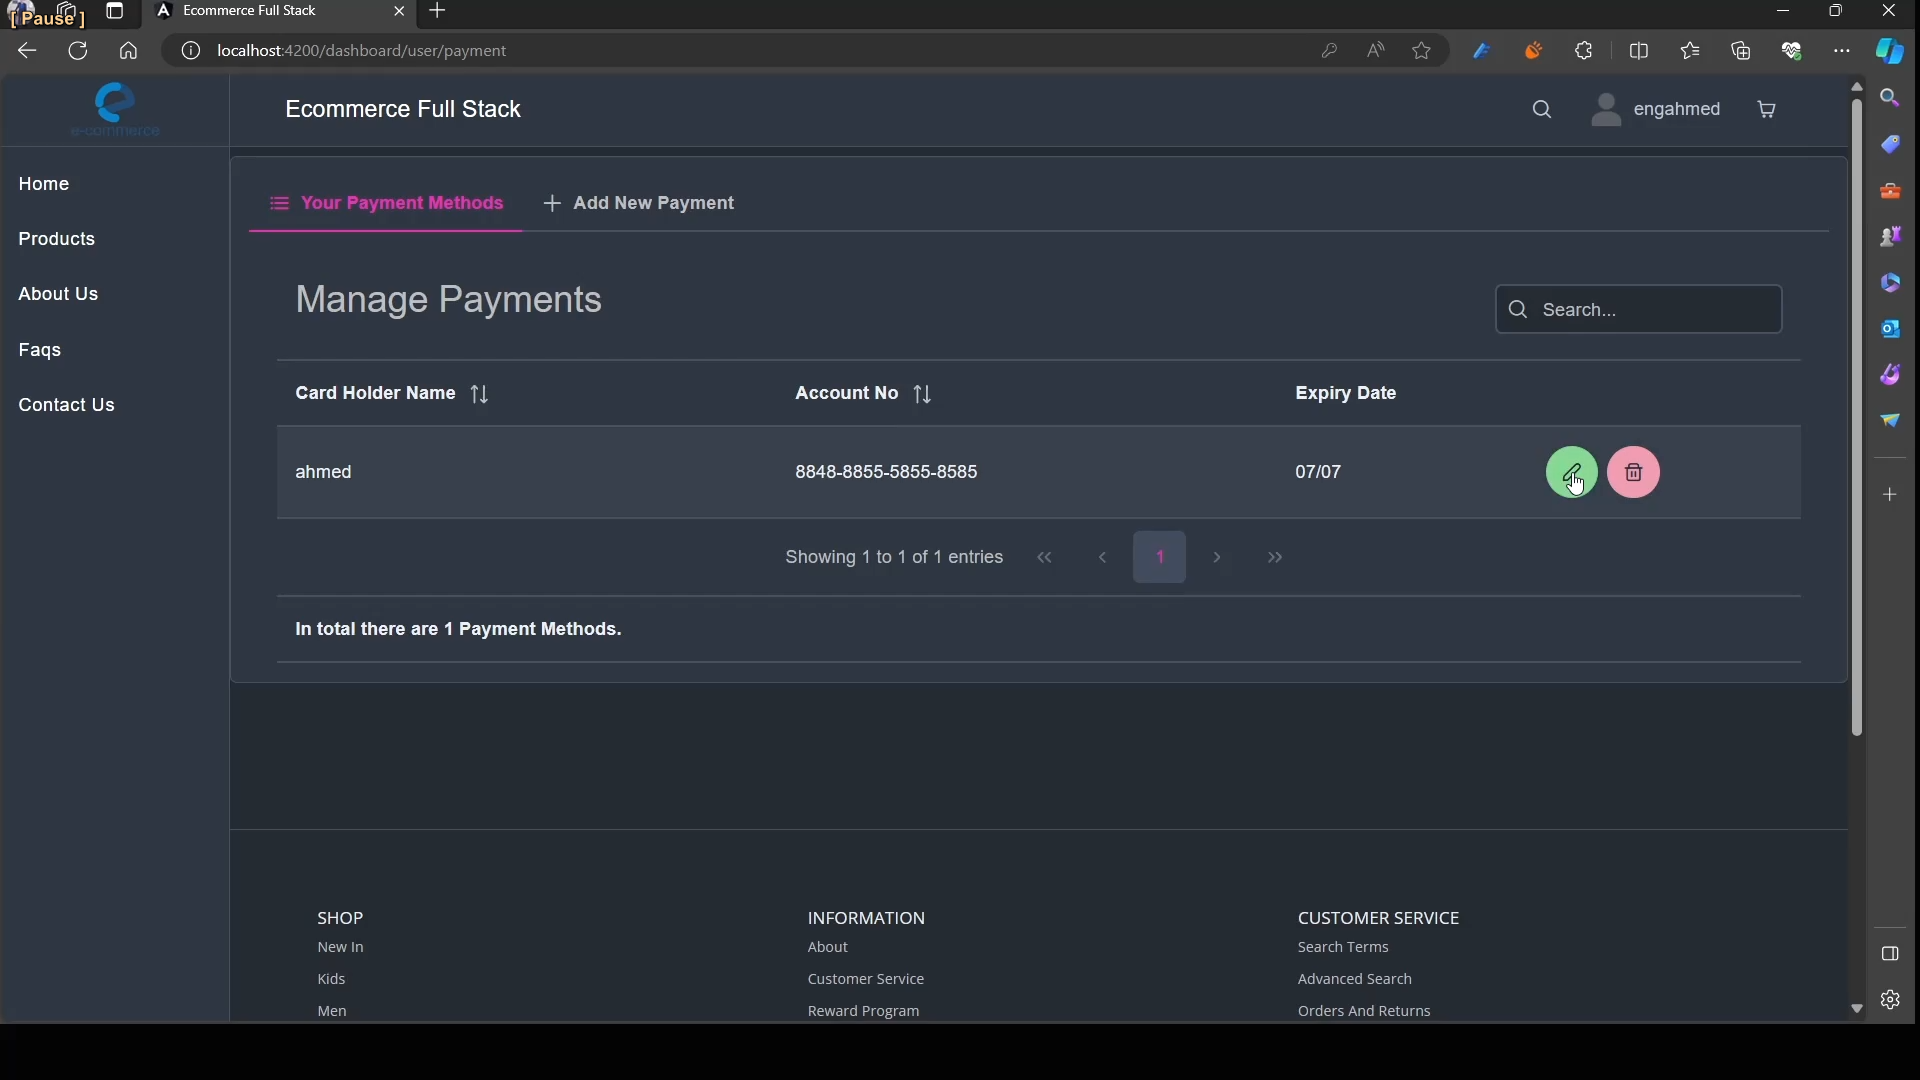 [ Pause ]
Ecommerce Full Stack
localhost:4200/dashboard/user/payment
e-commerce
Ecommerce Full Stack
engahmed
Home
Products
About Us
Faqs
Contact Us
Your Payment Methods
Add New Payment
Manage Payments
Search...
Card Holder Name
Account No
Expiry Date
ahmed
8848-8855-5855-8585
07/07
Showing 1 to 1 of 1 entries
1
In total there are 1 Payment Methods.
SHOP
New In
Kids
Men
INFORMATION
About
Customer Service
Reward Program
CUSTOMER SERVICE
Search Terms
Advanced Search
Orders And Returns